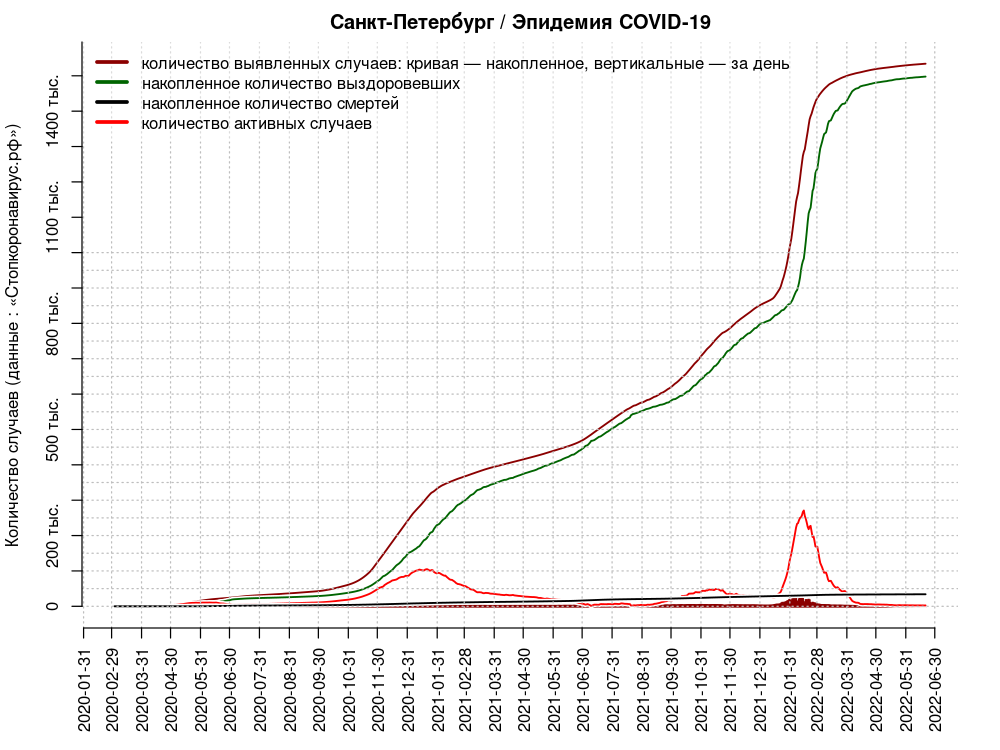 Санкт-Петербург / Эпидемия COVID-19
количество выявленных случаев: кривая — накопленное, вертикальные — за день
накопленное количество выздоровевших
накопленное количество смертей
количество активных случаев
Количество случаев (данные : «Стопкоронавирус.рф»)
1400 тыс.
1100 тыс.
800 тыс.
500 тыс.
200 тыс.
0
2020-01-31
2020-02-29
2020-03-31
2020-04-30
2020-05-31
2020-06-30
2020-07-31
2020-08-31
2020-09-30
2020-10-31
2020-11-30
2020-12-31
2021-01-31
2021-02-28
2021-03-31
2021-04-30
2021-05-31
2021-06-30
2021-07-31
2021-08-31
2021-09-30
2021-10-31
2021-11-30
2021-12-31
2022-01-31
2022-02-28
2022-03-31
2022-04-30
2022-05-31
2022-06-30